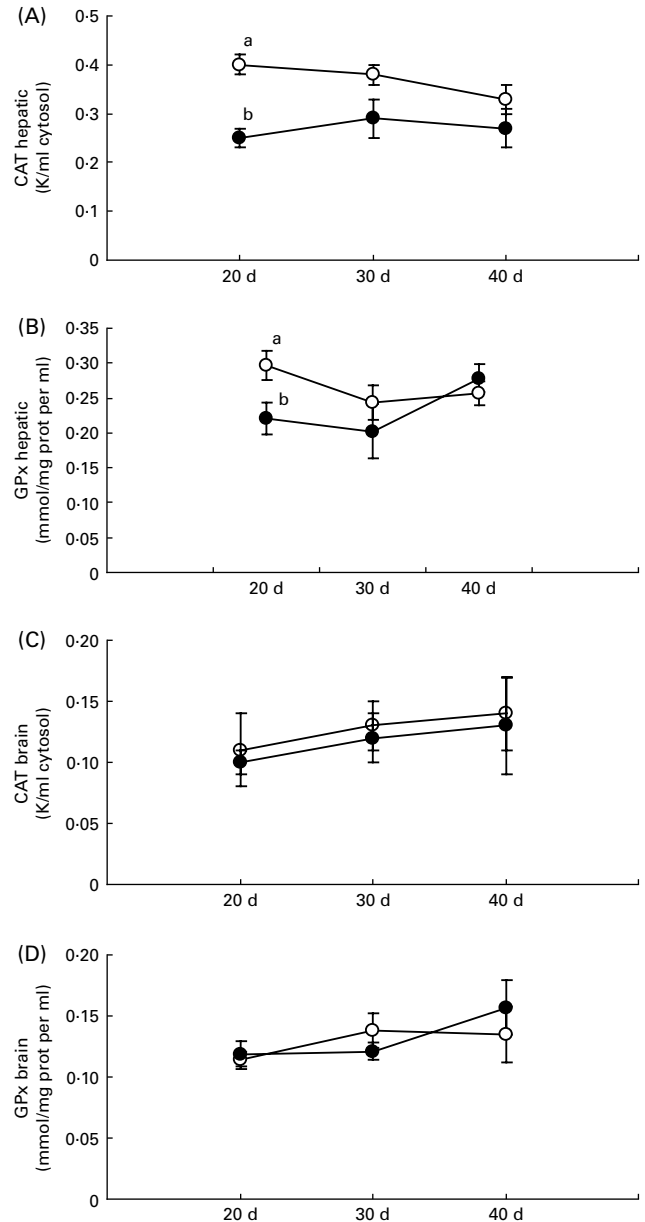 (A)
0·5
0·4
0·3
0·2
0·1
0
CAT hepatic
(K/ml cytosol)
a
b
20 d 30 d 40 d
(B)
0·35
0·30
0·25
0·20
0·15
0·10
0·05
0
GPx hepatic
(mmol/mg prot per ml)
a
b
20 d 30 d 40 d
(C)
0·20
0·15
0·10
0·05
0
CAT brain
(K/ml cytosol)
20 d 30 d 40 d
(D)
0·20
0·15
0·10
0·05
0
GPx brain
(mmol/mg prot per ml)
20 d 30 d 40 d